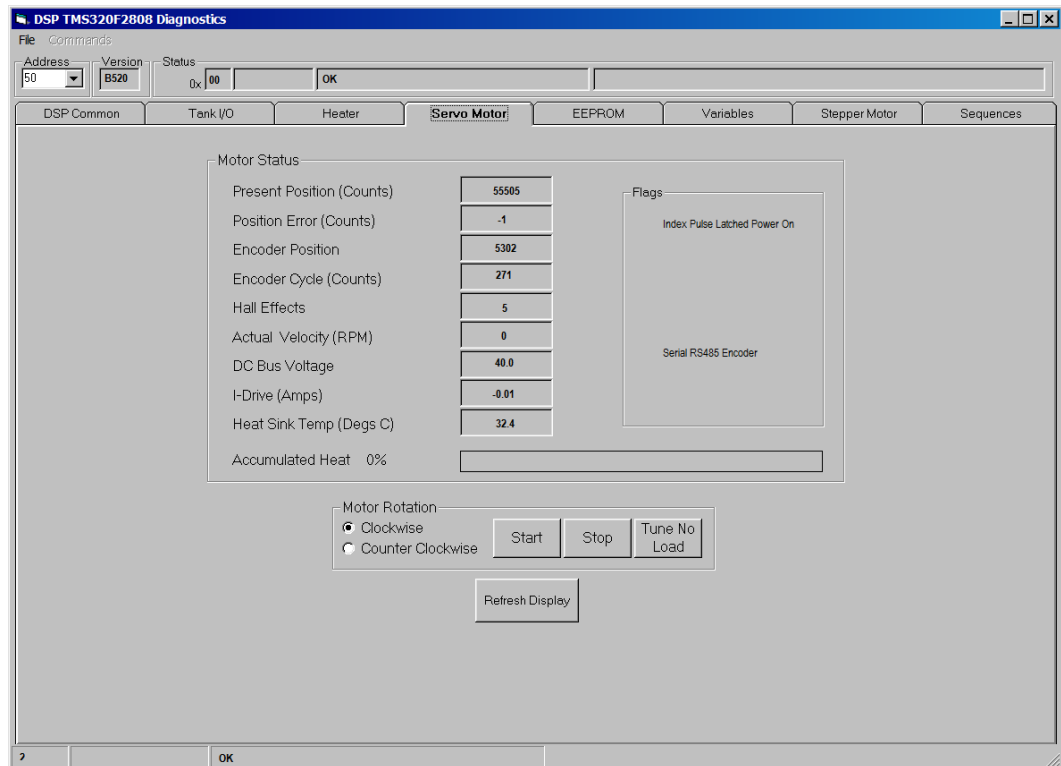 DSP TMS320F2808 Diagnostics
File Commands
Address Version Status
50 B520 0x 00 OK
DSP Common Tank I/O Heater Servo Motor EEPROM Variables Stepper Motor Sequences
Motor Status
Present Position (Counts) 55505
Flags
Position Error (Counts) -1
Index Pulse Latched Power On
Encoder Position 5302
Encoder Cycle (Counts) 271
Hall Effects 5
Actual Velocity (RPM) 0
Serial RS485 Encoder
DC Bus Voltage 40.0
I-Drive (Amps) -0.01
Heat Sink Temp (Degs C) 32.4
Accumulated Heat 0%
Motor Rotation
Clockwise
Counter Clockwise
Start Stop Tune No
Load
Refresh Display
2 OK